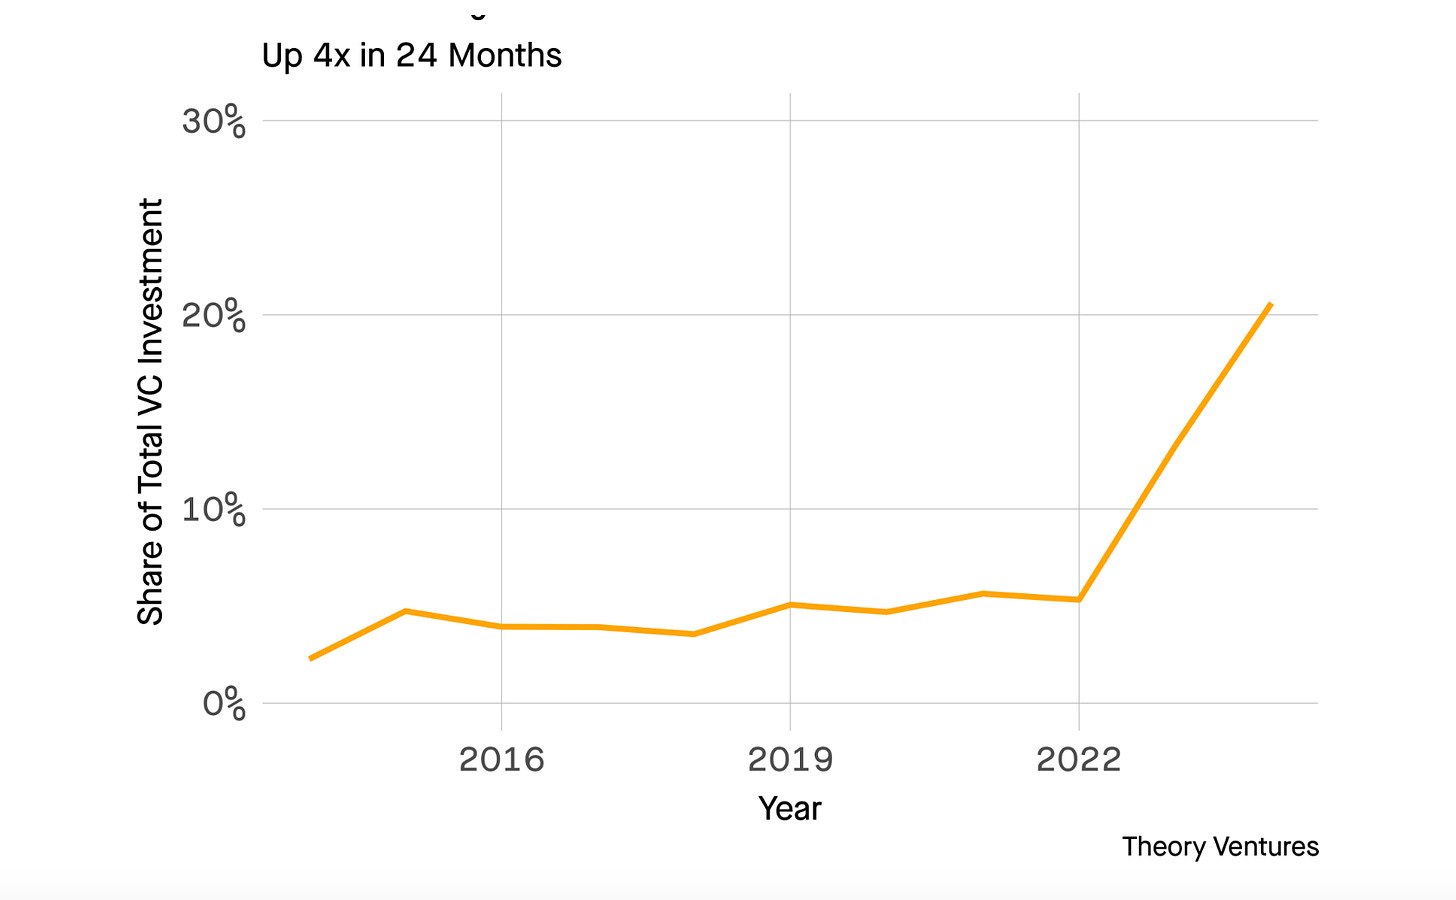 Up 4x in 24 Months
30%
20%
10%
0%
Share of Total VC Investment
2016 2019 2022
Year
Theory Ventures